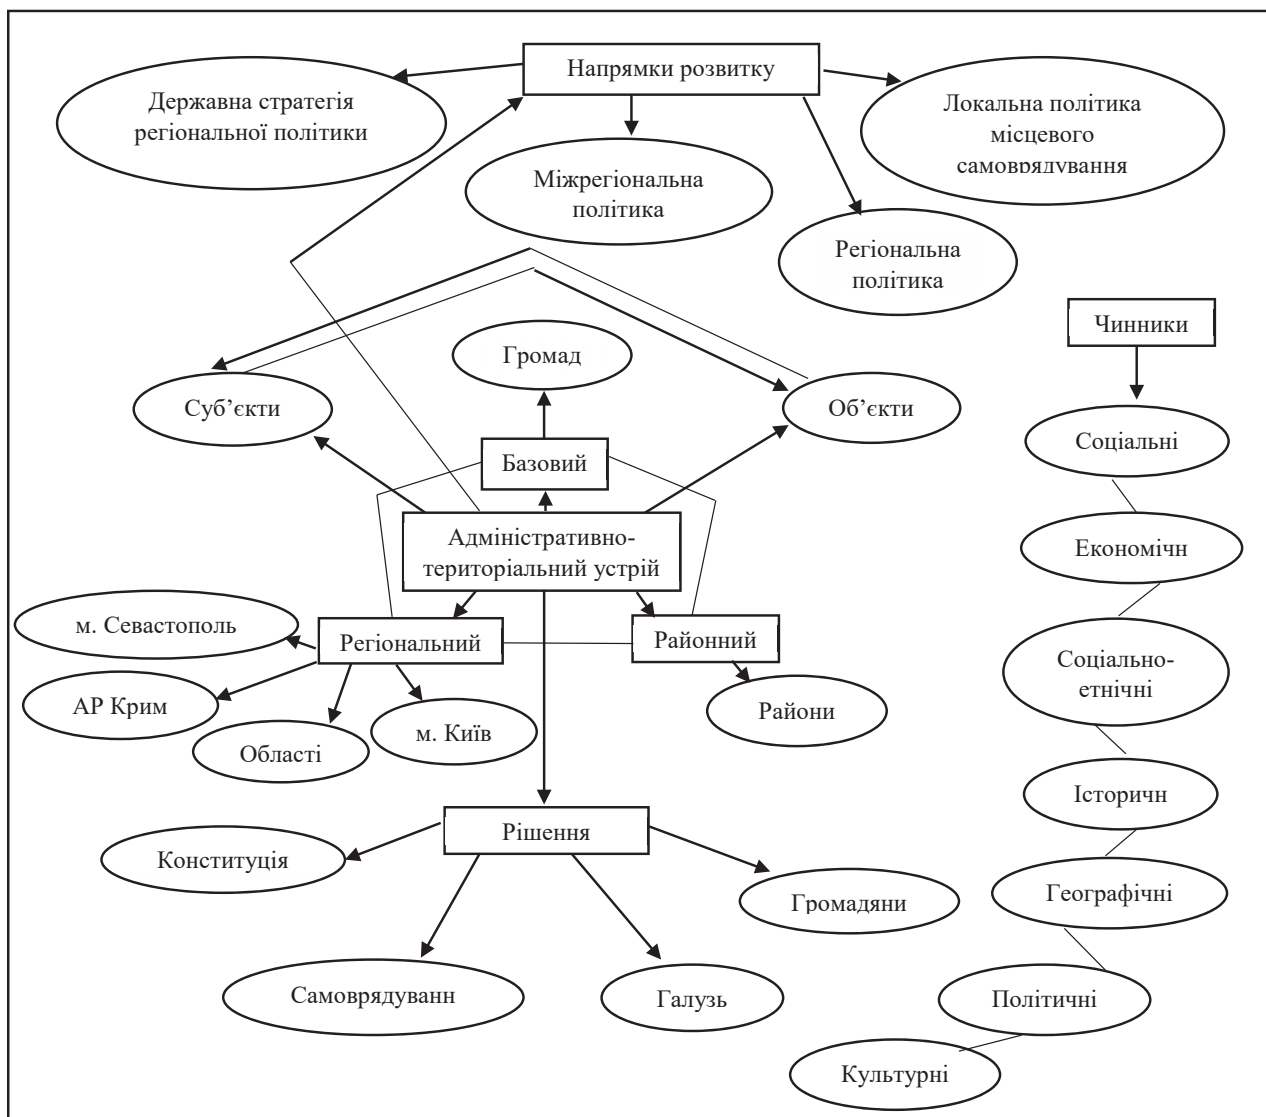 Напрямки розвитку
Державна стратегія
регіональної політики
Локальна політика
місцевого
самоврядування
Міжрегіональна
політика
Регіональна
політика
Чинники
Громад
Суб’єкти
Об’єкти
Соціальні
Базовий
Адміністративно-
територіальний устрій
Економічн
м. Севастополь
Регіональний
Районний
Соціально-
етнічні
АР Крим
Області
м. Київ
Райони
Історичн
Рішення
Конституція
Громадяни
Географічні
Самоврядуванн
Галузь
Політичні
Культурні